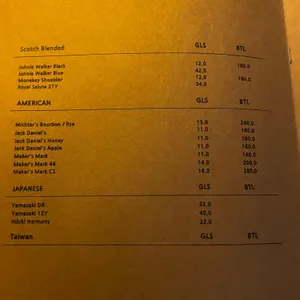 Scotch Blended GLS BTL
Johnie Walker Black 12,0 180,0
Johnie Walker Blue 42,0
Monekey Shoulder 12,0 180,0
Royal Salute 21Y 34,0
AMERICAN GLS BTL
Michter's Bourbon / Rye 15,0 240,0
Jack Daniel's 11,0 160,0
Jack Daniel's Honey 11,0 160,0
Jack Daniel's Apple 11,0 160,0
Maker's Mark 11,0 160,0
Maker's Mark 46 14,0 200,0
Maker's Mark CS 16,0 280,0
JAPANESE GLS BTL
Yamazaki DR 22,0
Yamazaki 12Y 40,0
Hibiki Harmony 22,0
Taiwan GLS BTL